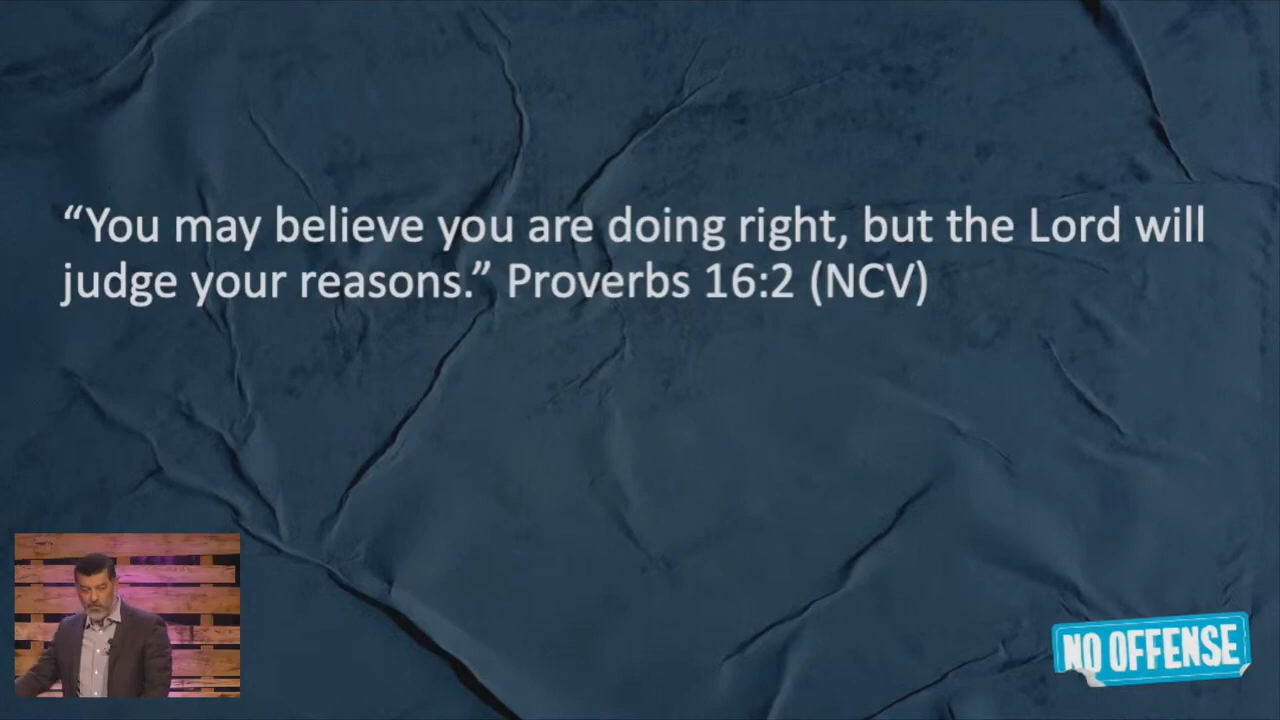 “You may believe you are doing right, but the Lord will
judge your reasons.” Proverbs 16:2 (NCV)
NO OFFENSE